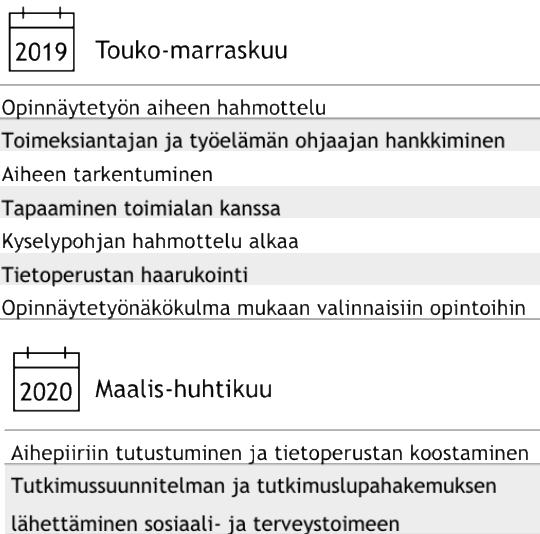 2019 Touko-marraskuu
Opinnäytetyön aiheen hahmottelu
Toimeksiantajan ja työelämän ohjaajan hankkiminen
Aiheen tarkentuminen
Tapaaminen toimialan kanssa
Kyselypohjan hahmottelu alkaa
Tietoperustan haarukointi
Opinnäytetyönäkökulma mukaan valinnaisiin opintoihin
2020 Maalis-huhtikuu
Aihepiiriin tutustuminen ja tietoperustan koostaminen
Tutkimussuunnitelman ja tutkimuslupahakemuksen
lähettäminen sosiaali- ja terveystoimeen